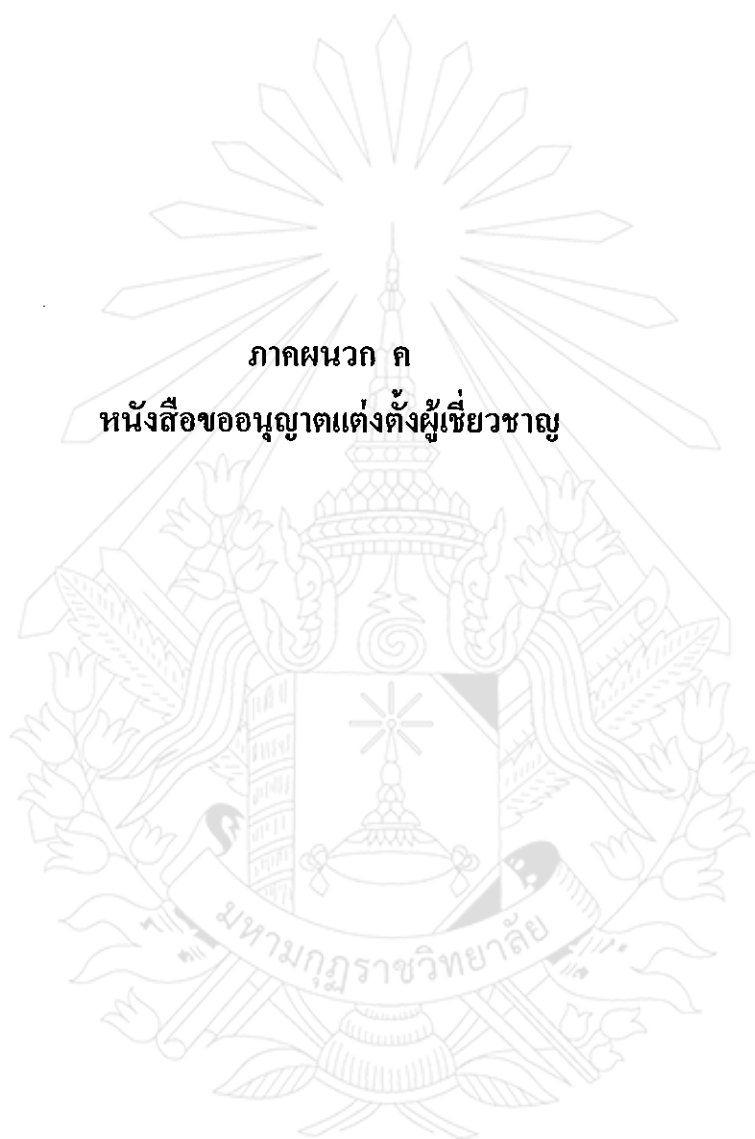 ภาคผนวก ค
หนังสือขออนุญาตแต่งตั้งผู้เชี่ยวชาญ
มหามกุฏราชวิทยาลัย